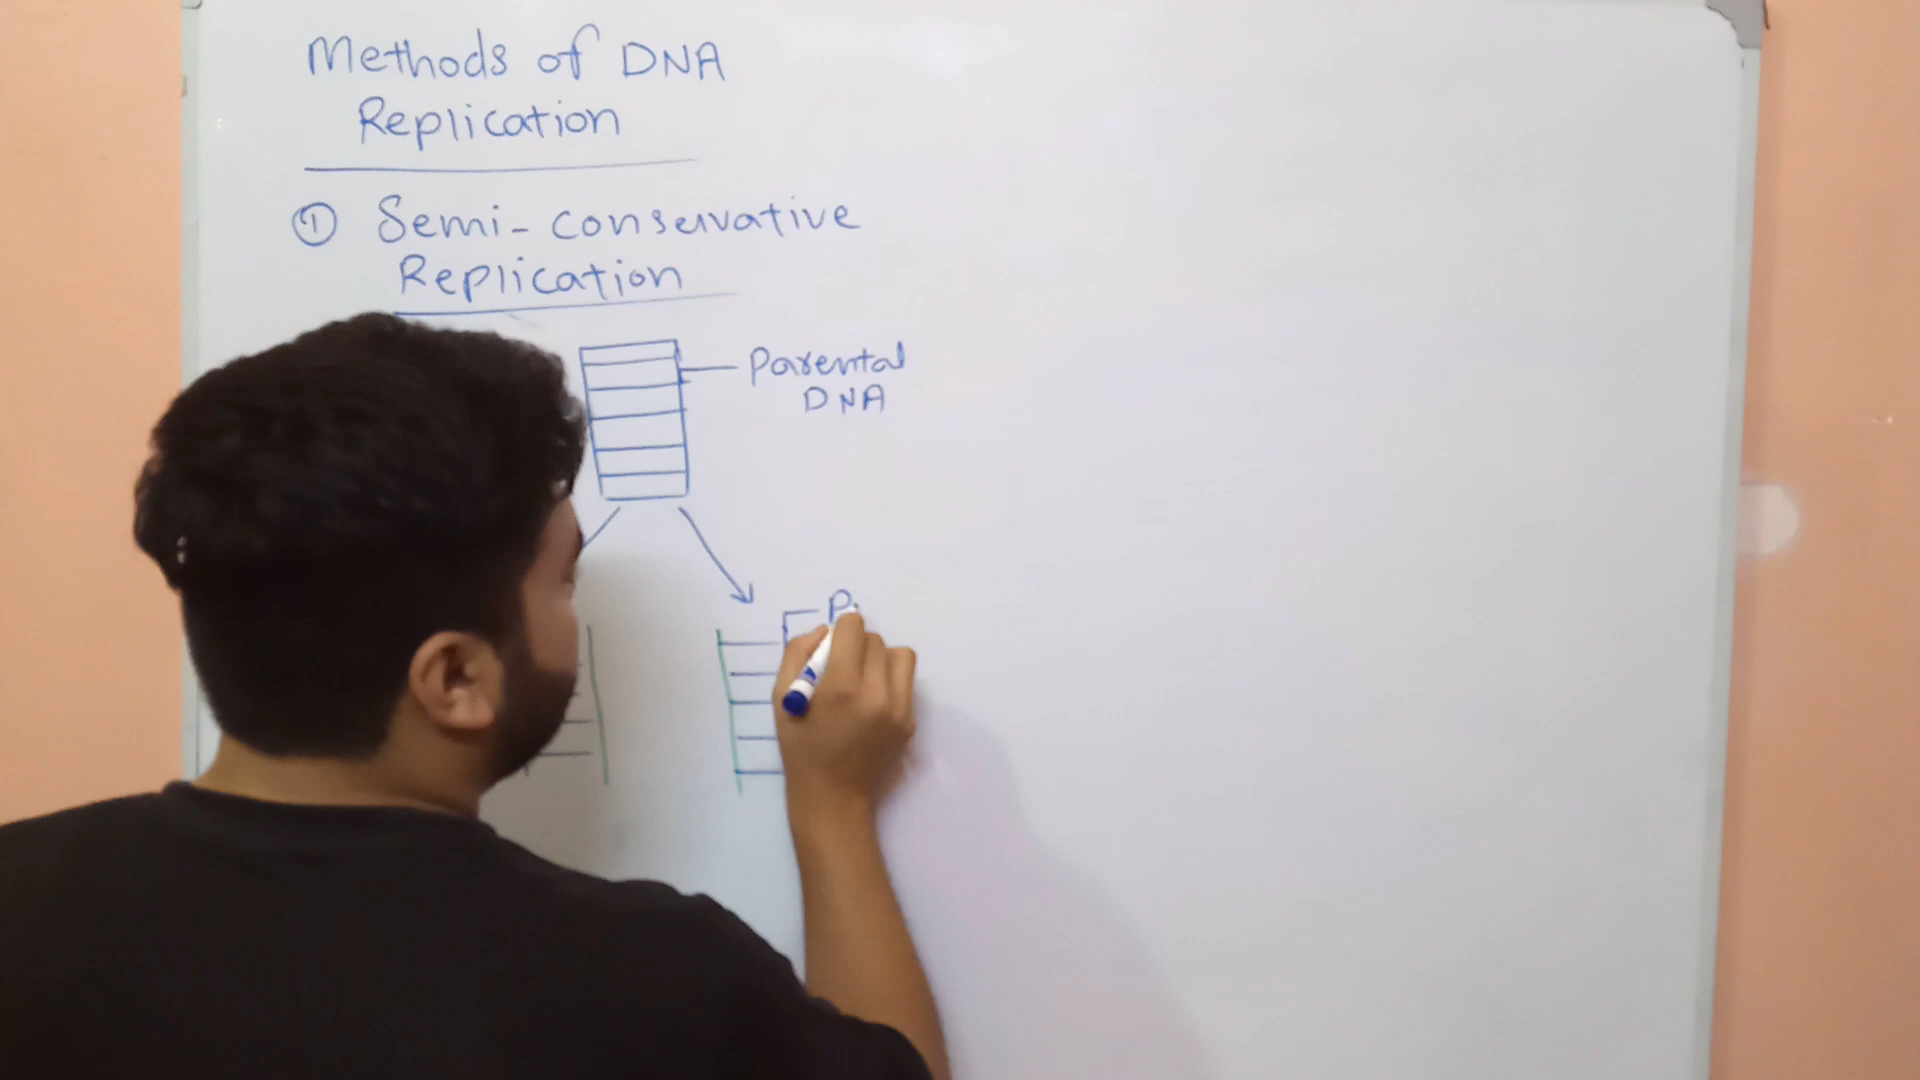 Methods of DNA
Replication
① Semi-conservative
Replication
Parental
DNA
P